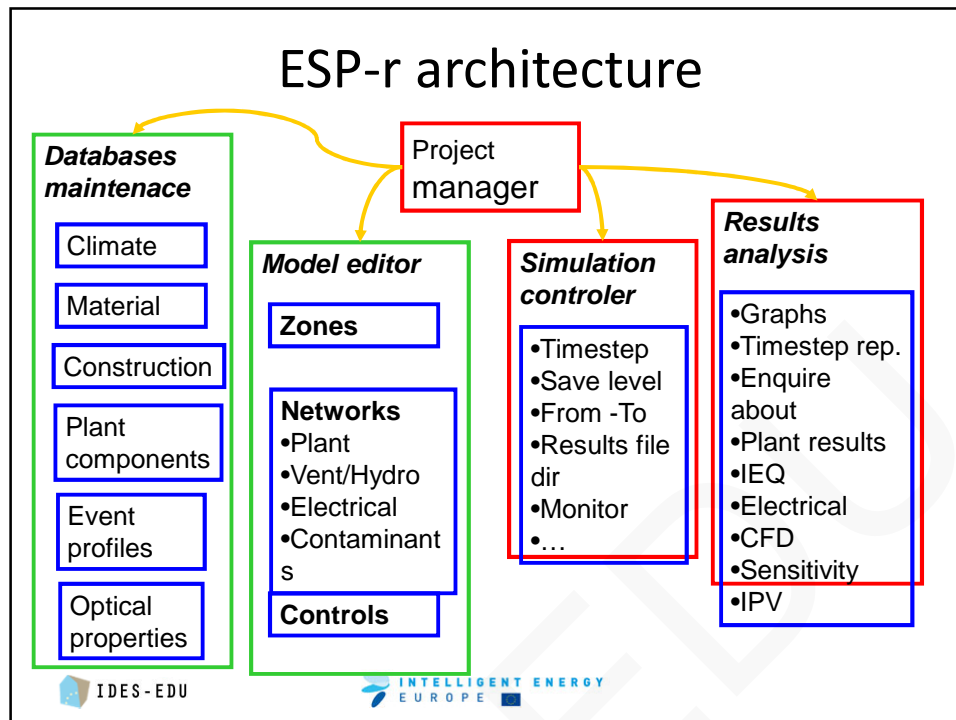 ESP-r architecture
Project
manager
Databases
maintenace
Climate
Material
Construction
Plant
components
Event
profiles
Optical
properties
Model editor
Zones
Networks
•Plant
•Vent/Hydro
•Electrical
•Contaminant
s
Controls
Simulation
controler
•Timestep
•Save level
•From -To
•Results file
dir
•Monitor
•…
Results
analysis
•Graphs
•Timestep rep.
•Enquire
about
•Plant results
•IEQ
•Electrical
•CFD
•Sensitivity
•IPV
IDES-EDU
INTELLIGENT ENERGY
EUROPE
EDU